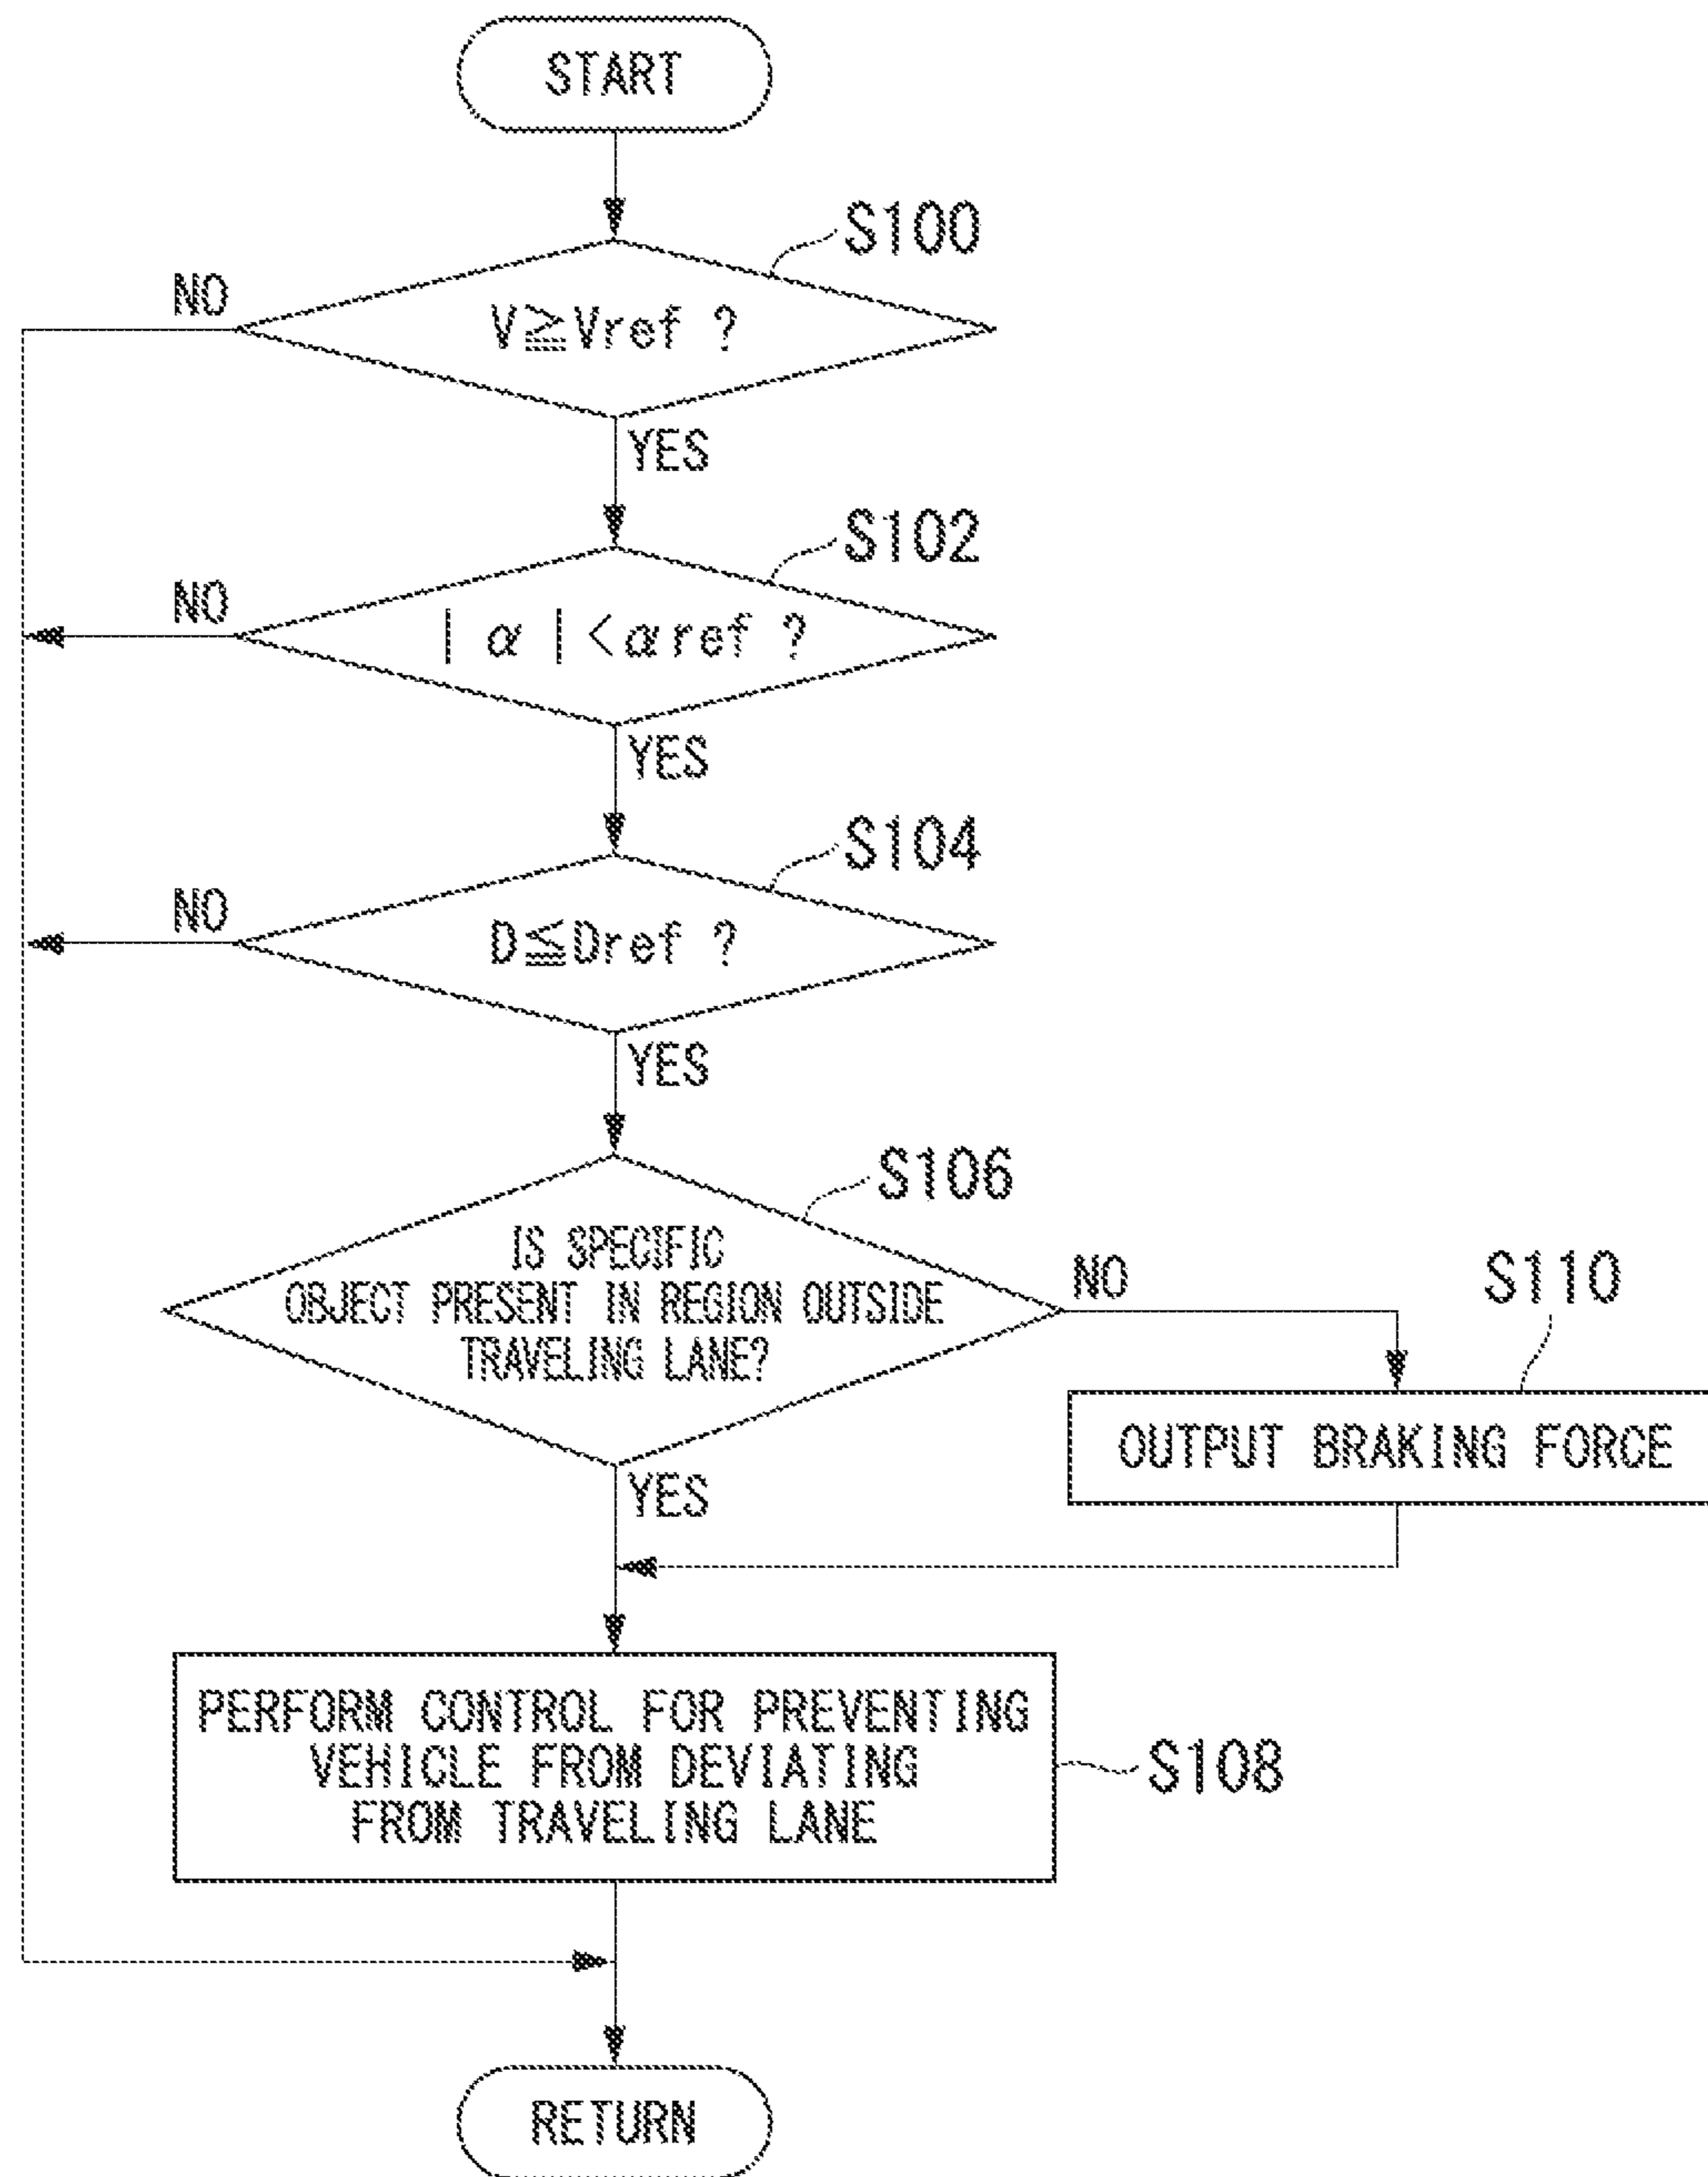 START
S100
NO
V≧Vref ?
YES
S102
NO
| α |<αref ?
YES
S104
NO
D≦Dref ?
YES
S106
IS SPECIFIC
OBJECT PRESENT IN REGION OUTSIDE
TRAVELING LANE?
NO
S110
OUTPUT BRAKING FORCE
YES
PERFORM CONTROL FOR PREVENTING
VEHICLE FROM DEVIATING
FROM TRAVELING LANE
S108
RETURN